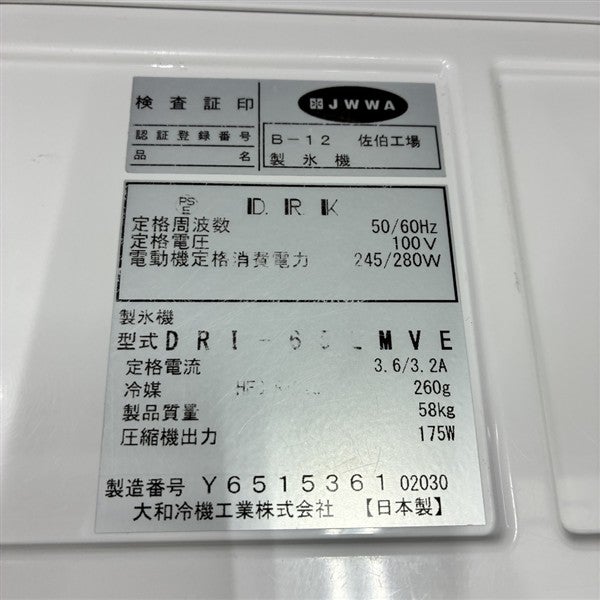 検査証印 JWWA
認証登録番号 B-12 佐伯工場
品名 製氷機
PS E D.R.K
定格周波数 50/60Hz
定格電圧 100V
電動機定格消費電力 245/280W
製氷機
型式 MVE
定格電流 3.6/3.2A
冷媒 260g
製品質量 58kg
圧縮機出力 175W
製造番号 Y6515361 02030
大和冷機工業株式会社 【日本製】